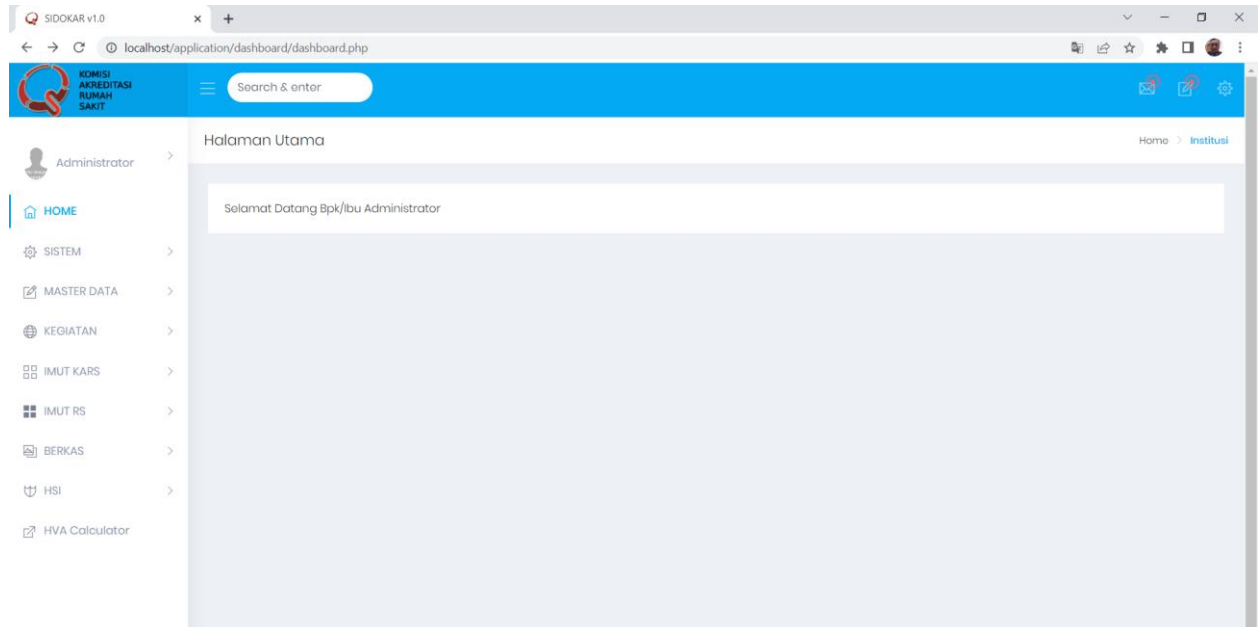 SIDOKAR v1.0
localhost/application/dashboard/dashboard.php
KOMISI
AKREDITASI
RUMAH
SAKIT
Search & enter
Administrator
Halaman Utama
Home > Institusi
Selamat Datang Bpk/Ibu Administrator
HOME
SISTEM
MASTER DATA
KEGIATAN
IMUT KARS
IMUT RS
BERKAS
HSI
HVA Calculator